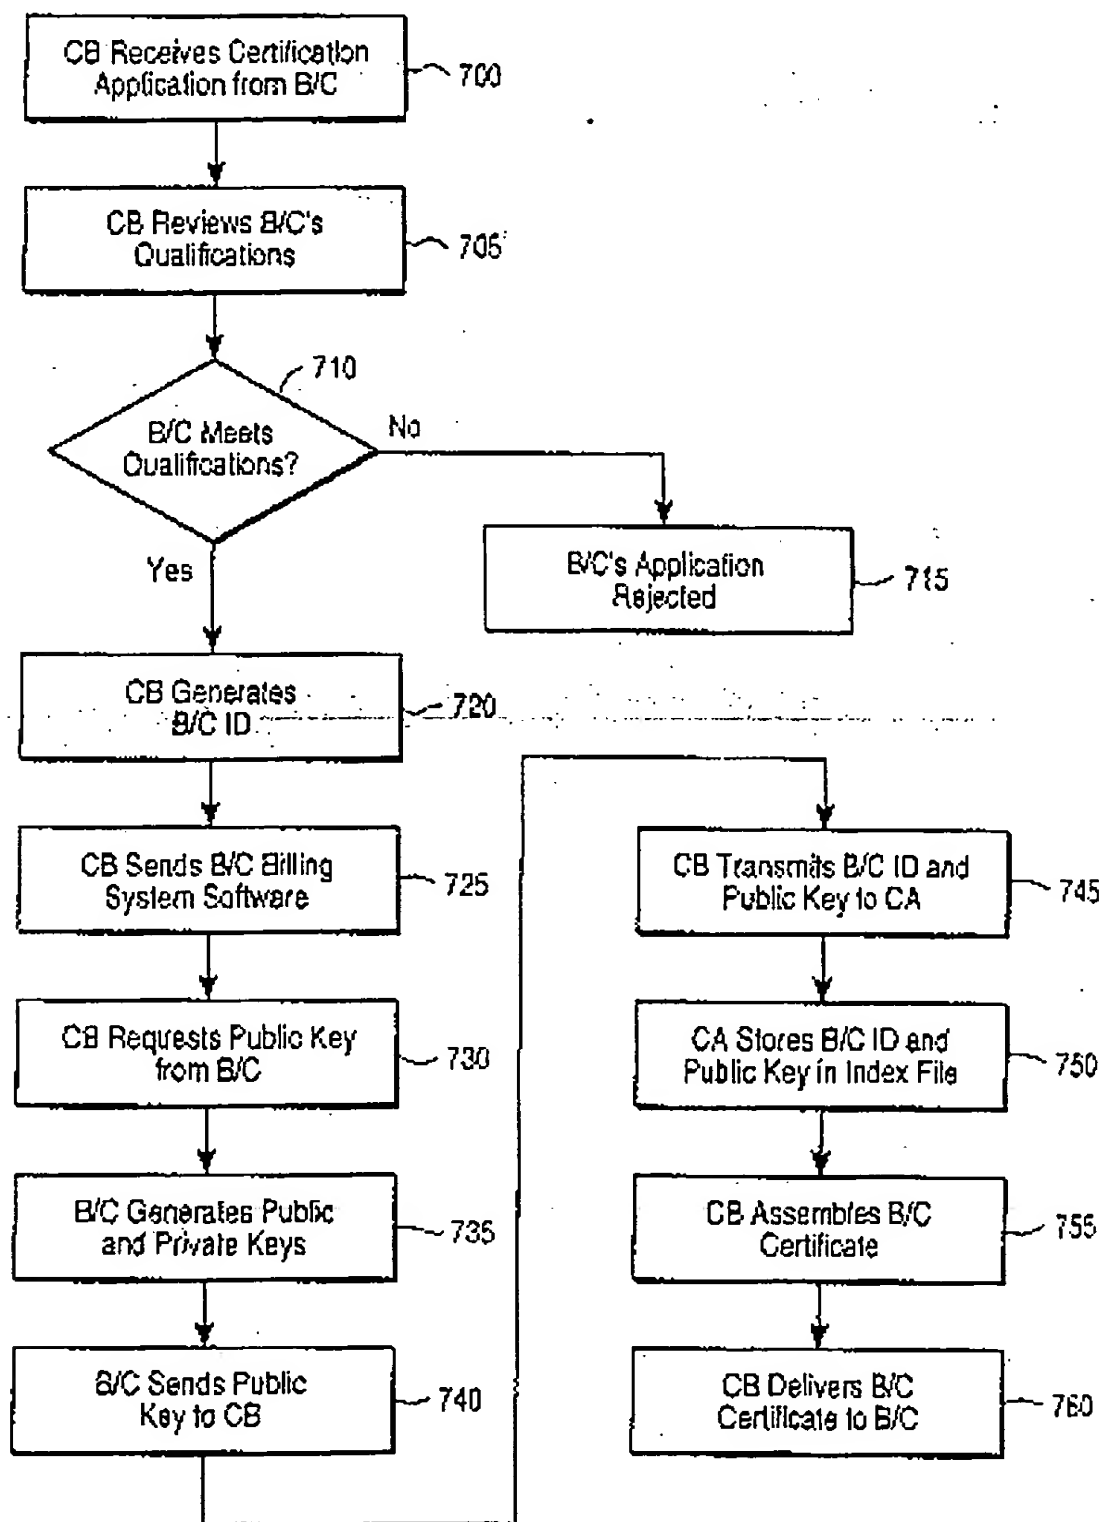 CB Receives Certification
Application from B/C
700
CB Reviews B/C's
Qualifications
705
710
B/C Meets
Qualifications?
No
Yes
B/C's Application
Rejected
715
CB Generates
B/C ID
720
CB Sends B/C Billing
System Software
725
CB Requests Public Key
from B/C
730
B/C Generates Public
and Private Keys
735
B/C Sends Public
Key to CB
740
CB Transmits B/C ID and
Public Key to CA
745
CA Stores B/C ID and
Public Key in Index File
750
CB Assembles B/C
Certificate
755
CB Delivers B/C
Certificate to B/C
760